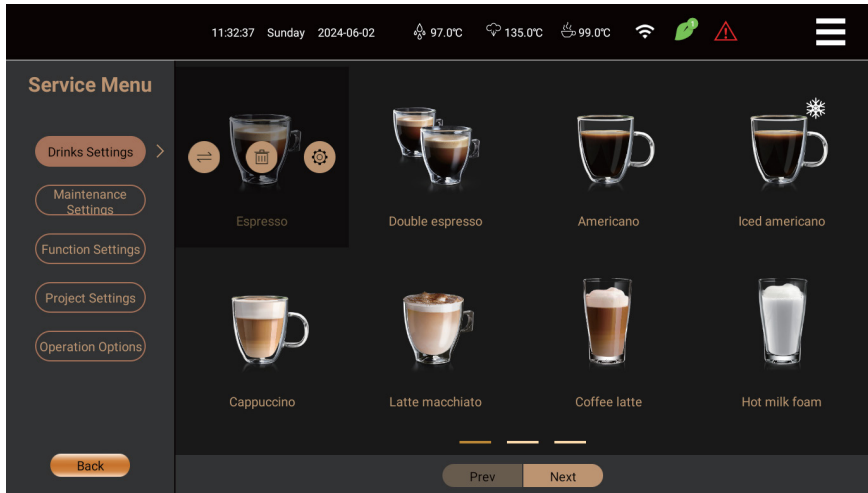 11:32:37 Sunday 2024-06-02 97.0℃ 135.0℃ 99.0℃ 1
Service Menu
Drinks Settings
Maintenance
Settings
Function Settings
Project Settings
Operation Options
Back
Espresso Double espresso Americano Iced americano
Cappuccino Latte macchiato Coffee latte Hot milk foam
Prev Next